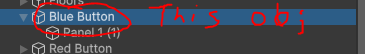 Floors
Blue Button This obj
Panel 1 (1)
Red Button